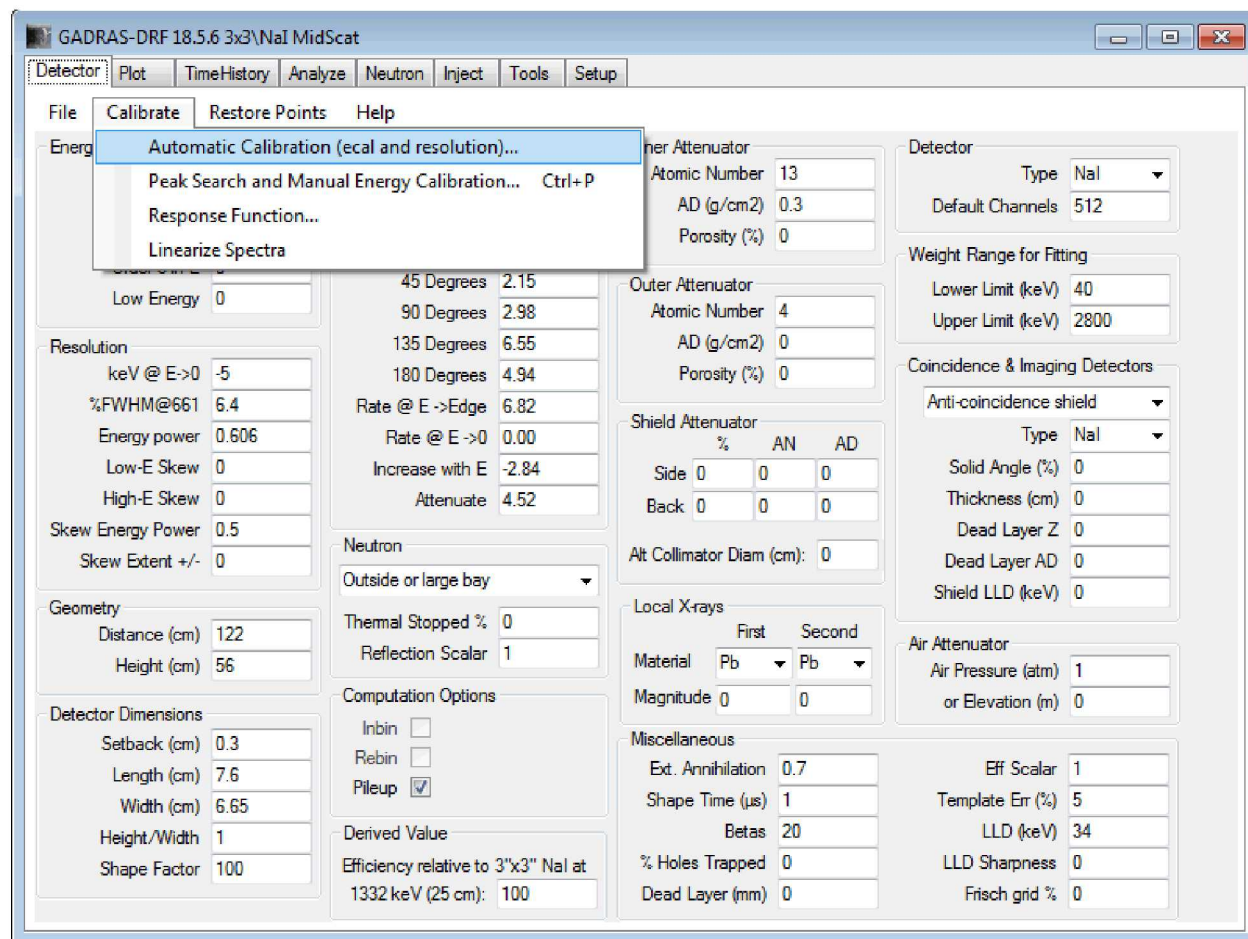 GADRAS-DRF 18.5.6 3x3\NaI MidScat
Detector Plot TimeHistory Analyze Neutron Inject Tools Setup
File Calibrate Restore Points Help
Automatic Calibration (ecal and resolution)...
Peak Search and Manual Energy Calibration... Ctrl+P
Response Function...
Linearize Spectra
Energ
Low Energy 0
Resolution
keV @ E->0 -5
%FWHM@661 6.4
Energy power 0.606
Low-E Skew 0
High-E Skew 0
Skew Energy Power 0.5
Skew Extent +/- 0
Geometry
Distance (cm) 122
Height (cm) 56
Detector Dimensions
Setback (cm) 0.3
Length (cm) 7.6
Width (cm) 6.65
Height/Width 1
Shape Factor 100
45 Degrees 2.15
90 Degrees 2.98
135 Degrees 6.55
180 Degrees 4.94
Rate @ E ->Edge 6.82
Rate @ E ->0 0.00
Increase with E -2.84
Attenuate 4.52
Neutron
Outside or large bay
Thermal Stopped % 0
Reflection Scalar 1
Computation Options
Inbin
Rebin
Pileup
Derived Value
Efficiency relative to 3"x3" NaI at
1332 keV (25 cm): 100
ner Attenuator
Atomic Number 13
AD (g/cm2) 0.3
Porosity (%) 0
Outer Attenuator
Atomic Number 4
AD (g/cm2) 0
Porosity (%) 0
Shield Attenuator
% AN AD
Side 0 0 0
Back 0 0 0
Alt Collimator Diam (cm): 0
Local X-rays
First Second
Material Pb Pb
Magnitude 0 0
Detector
Type NaI
Default Channels 512
Weight Range for Fitting
Lower Limit (keV) 40
Upper Limit (keV) 2800
Coincidence & Imaging Detectors
Anti-coincidence shield
Type NaI
Solid Angle (%) 0
Thickness (cm) 0
Dead Layer Z 0
Dead Layer AD 0
Shield LLD (keV) 0
Air Attenuator
Air Pressure (atm) 1
or Elevation (m) 0
Miscellaneous
Ext. Annihilation 0.7 Eff Scalar 1
Shape Time (µs) 1 Template Err (%) 5
Betas 20 LLD (keV) 34
% Holes Trapped 0 LLD Sharpness 0
Dead Layer (mm) 0 Frisch grid % 0